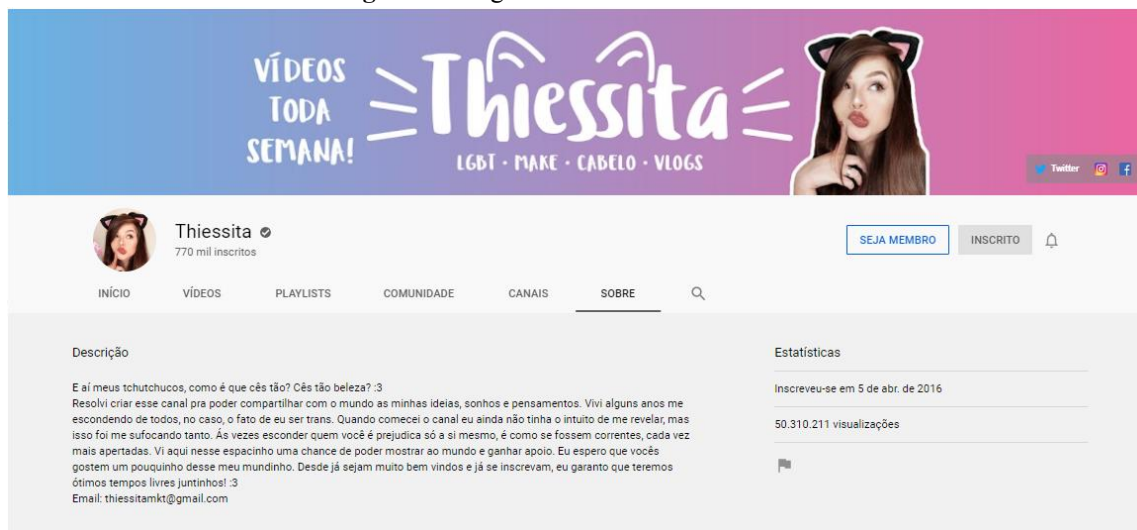 VÍDEOS
TODA
SEMANA!
Thiessita
LGBT · MAKE · CABELO · VLOGS
Twitter
Thiessita
770 mil inscritos
SEJA MEMBRO
INSCRITO
INÍCIO VÍDEOS PLAYLISTS COMUNIDADE CANAIS SOBRE
Descrição
E aí meus tchutchucos, como é que cês tão? Cês tão beleza? :3
Resolvi criar esse canal pra poder compartilhar com o mundo as minhas ideias, sonhos e pensamentos. Vivi alguns anos me
escondendo de todos, no caso, o fato de eu ser trans. Quando comecei o canal eu ainda não tinha o intuito de me revelar, mas
isso foi me sufocando tanto. Ás vezes esconder quem você é prejudica só a si mesmo, é como se fossem correntes, cada vez
mais apertadas. Vi aqui nesse espacinho uma chance de poder mostrar ao mundo e ganhar apoio. Eu espero que vocês
gostem um pouquinho desse meu mundinho. Desde já sejam muito bem vindos e já se inscrevam, eu garanto que teremos
ótimos tempos livres juntinhos! :3
Email: thiessitamkt@gmail.com
Estatísticas
Inscreveu-se em 5 de abr. de 2016
50.310.211 visualizações